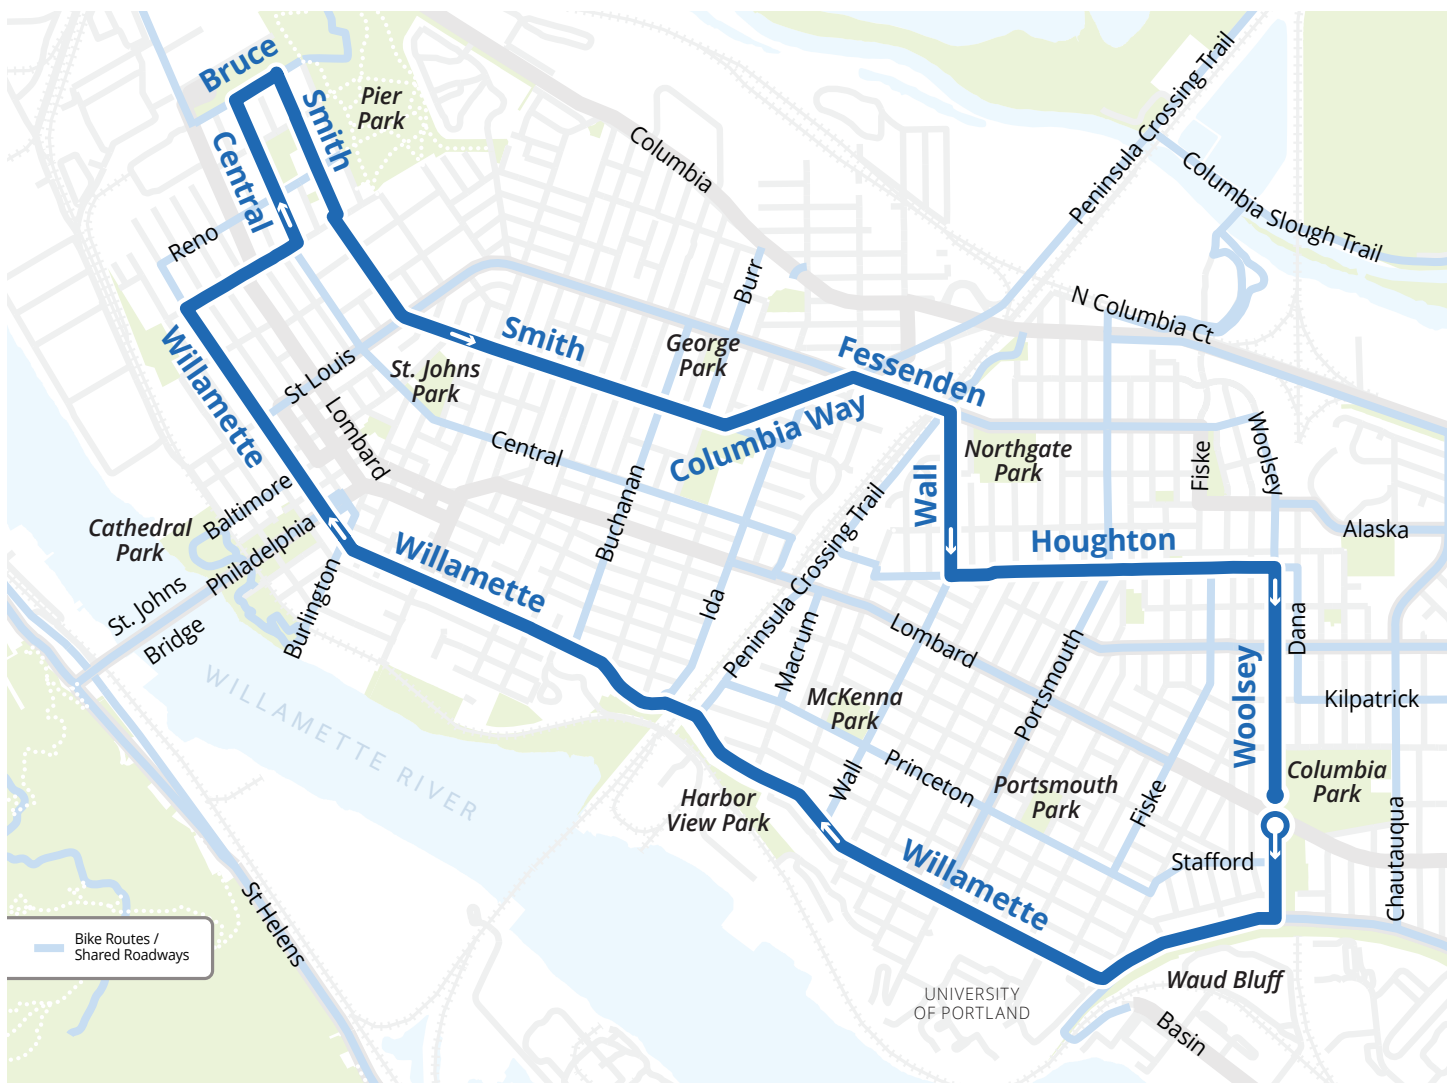 Bruce
Smith
Pier
Park
Central
Reno
Columbia
Peninsula Crossing Trail
Columbia Slough Trail
N Columbia Ct
Burr
Smith
George
Park
Fessenden
St. Johns
Park
St Louis
Willamette
Lombard
Central
Columbia Way
Northgate
Park
Wall
Fiske
Woolsey
Alaska
Houghton
Baltimore
Cathedral
Park
Philadelphia
St. Johns
Bridge
Burlington
Willamette
Buchanan
Ida
Peninsula Crossing Trail
Macrum
Lombard
Portsmouth
Dana
Woolsey
Kilpatrick
WILLAMETTE RIVER
McKenna
Park
Princeton
Wall
Portsmouth
Park
Fiske
Columbia
Park
Harbor
View Park
Stafford
Chautauqua
Willamette
St Helens
Bike Routes /
Shared Roadways
UNIVERSITY
OF PORTLAND
Waud Bluff
Basin